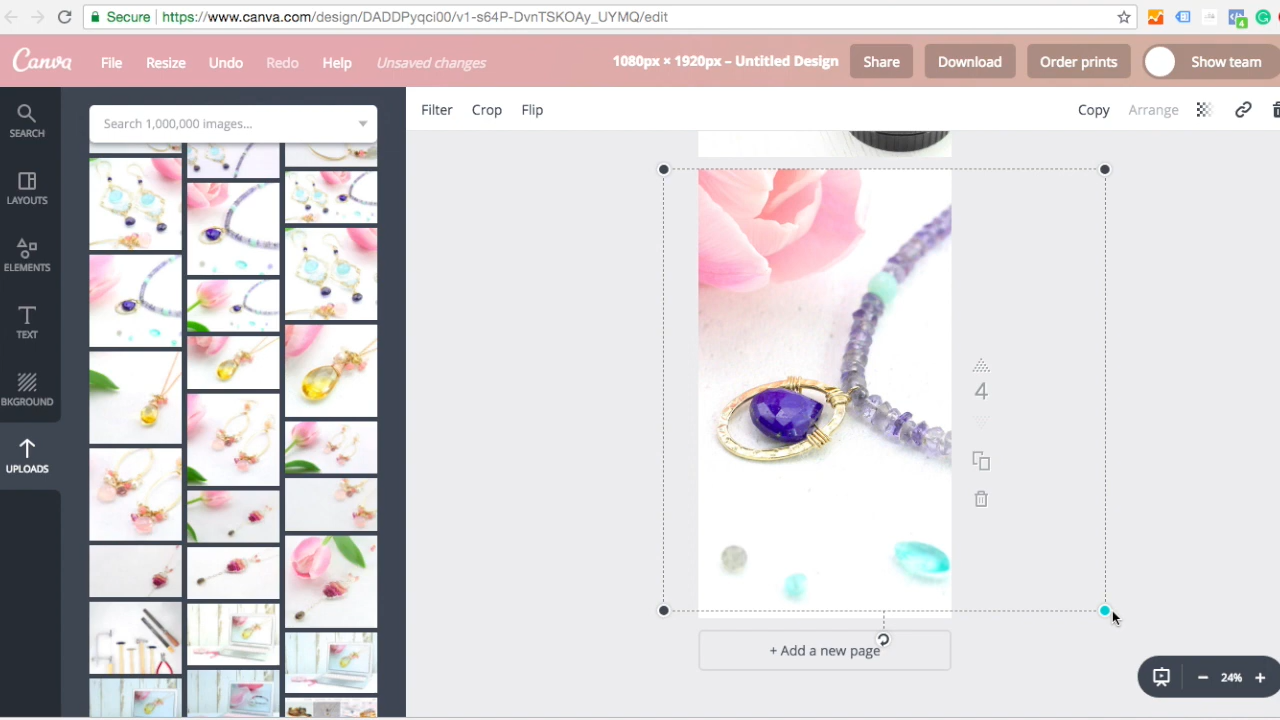 Secure https://www.canva.com/design/DADDPyqci00/v1-s64P-DvnTSKOAy_UYMQ/edit
4
Canva File Resize Undo Redo Help Unsaved changes 1080px × 1920px – Untitled Design Share Download Order prints Show team
Search 1,000,000 images...
Filter Crop Flip Copy Arrange
SEARCH
LAYOUTS
ELEMENTS
TEXT
BKGROUND
UPLOADS
4
+ Add a new page
24%